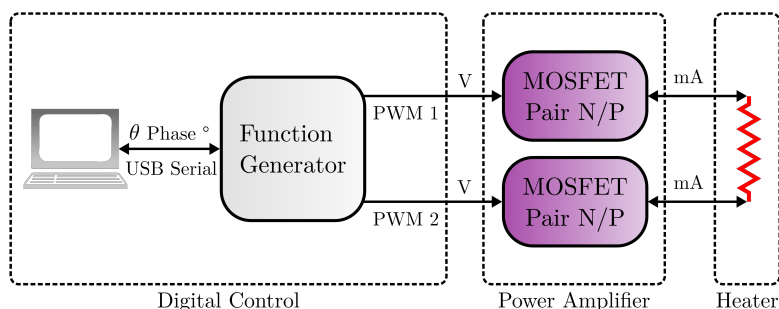 θ Phase °
USB Serial
Function
Generator
V
PWM 1
V
PWM 2
MOSFET
Pair N/P
MOSFET
Pair N/P
mA
mA
Digital Control
Power Amplifier
Heater